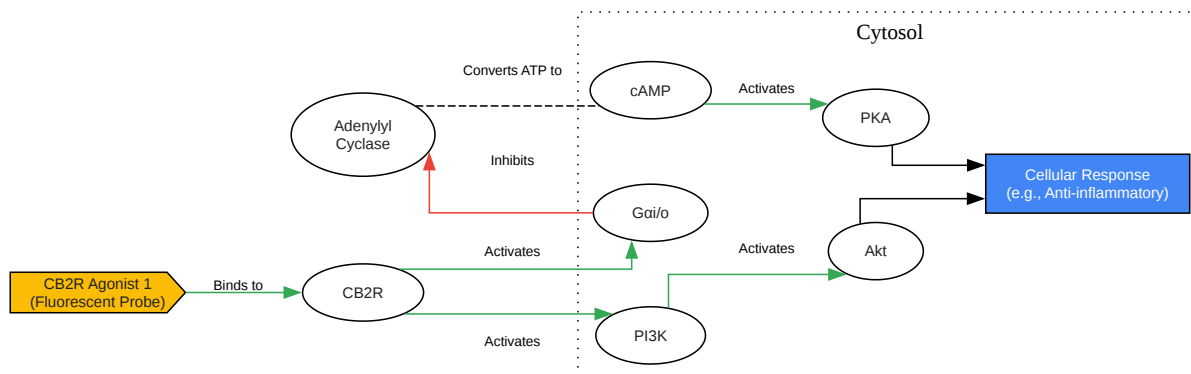 Cytosol
Converts ATP to
cAMP
Activates
PKA
Adenylyl
Cyclase
Inhibits
Cellular Response
(e.g., Anti-inflammatory)
Gαi/o
Activates
Activates
Akt
CB2R Agonist 1
(Fluorescent Probe)
Binds to
CB2R
Activates
PI3K